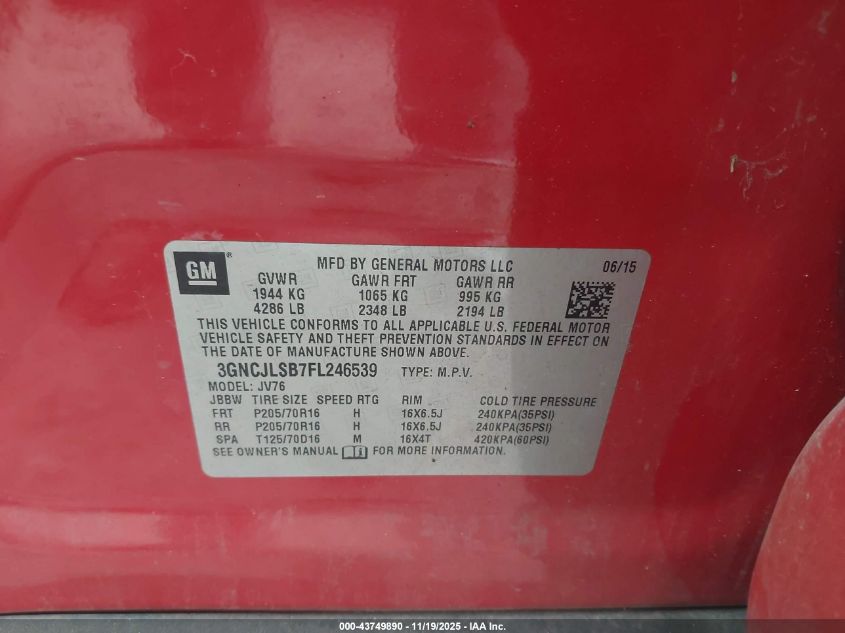 GM ®
MFD BY GENERAL MOTORS LLC 06/15
GVWR GAWR FRT GAWR RR
1944 KG 1065 KG 995 KG
4286 LB 2348 LB 2194 LB
THIS VEHICLE CONFORMS TO ALL APPLICABLE U.S. FEDERAL MOTOR
VEHICLE SAFETY AND THEFT PREVENTION STANDARDS IN EFFECT ON
THE DATE OF MANUFACTURE SHOWN ABOVE.
3GNCJLSB7FL246539 TYPE: M.P.V.
MODEL: JV76
JBBW TIRE SIZE SPEED RTG RIM COLD TIRE PRESSURE
FRT P205/70R16 H 16X6.5J 240KPA(35PSI)
RR P205/70R16 H 16X6.5J 240KPA(35PSI)
SPA T125/70D16 M 16X4T 420KPA(60PSI)
SEE OWNER'S MANUAL FOR MORE INFORMATION.
000-43749890 - 11/19/2025 - IAA Inc.